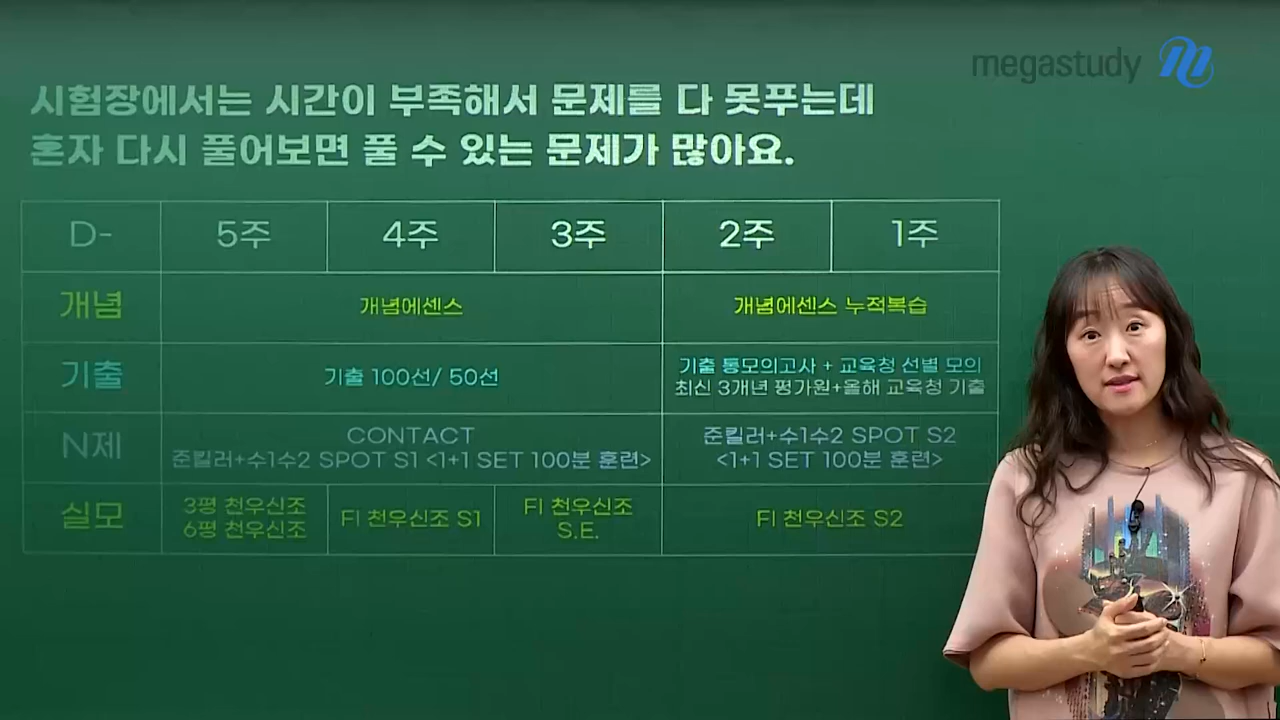 megastudy
시험장에서는 시간이 부족해서 문제를 다 못푸는데
혼자 다시 풀어보면 풀 수 있는 문제가 많아요.
D- 5주 4주 3주 2주 1주
개념 개념에센스 개념에센스 누적복습
기출 기출 100선/ 50선 기출 통모의고사 + 교육청 선별 모의
최신 3개년 평가원+올해 교육청 기출
N제 CONTACT 준킬러+수1수2 SPOT S2
준킬러+수1수2 SPOT S1 <1+1 SET 100분 훈련> <1+1 SET 100분 훈련>
실모 3평 천우신조 FI 천우신조 S1 FI 천우신조 FI 천우신조 S2
6평 천우신조 S.E.